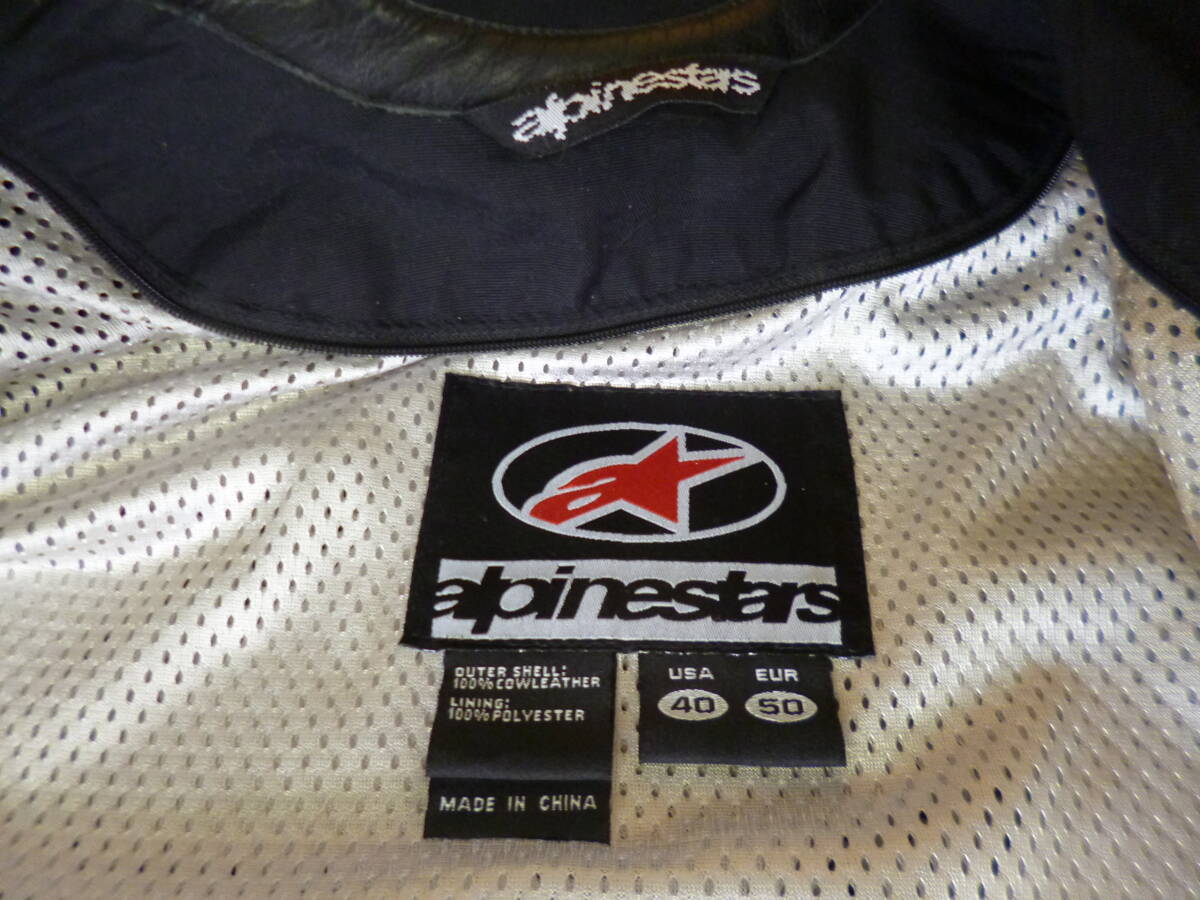 alpinestars
alpinestars
OUTER SHELL:
100% COWLEATHER
LINING:
100% POLYESTER
MADE IN CHINA
USA EUR
40 50